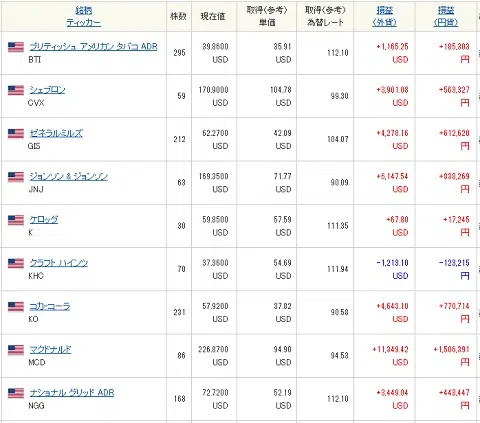 銘柄
ティッカー
株数
現在値
取得(参考)
単価
取得(参考)
為替レート
損益
(外貨)
損益
(円貨)
ブリティッシュ アメリカン タバコ ADR
BTI
295
39.8600
USD
35.91
USD
112.10
+1,165.25
USD
+185,303
円
シェブロン
CVX
59
170.9000
USD
104.78
USD
99.30
+3,901.08
USD
+563,327
円
ゼネラルミルズ
GIS
212
62.2700
USD
42.09
USD
104.07
+4,278.16
USD
+612,620
円
ジョンソン & ジョンソン
JNJ
63
169.3500
USD
71.77
USD
90.09
+6,147.54
USD
+838,269
円
ケロッグ
K
30
59.8500
USD
57.59
USD
111.35
+67.80
USD
+17,245
円
クラフト ハインツ
KHC
70
37.3600
USD
54.69
USD
111.94
-1,213.10
USD
-123,215
円
コカコーラ
KO
231
57.9200
USD
37.82
USD
90.58
+4,643.10
USD
+770,714
円
マクドナルド
MCD
86
226.8700
USD
94.90
USD
94.53
+11,349.42
USD
+1,506,391
円
ナショナル グリッド ADR
NGG
168
72.7200
USD
52.19
USD
112.10
+3,449.04
USD
+443,447
円